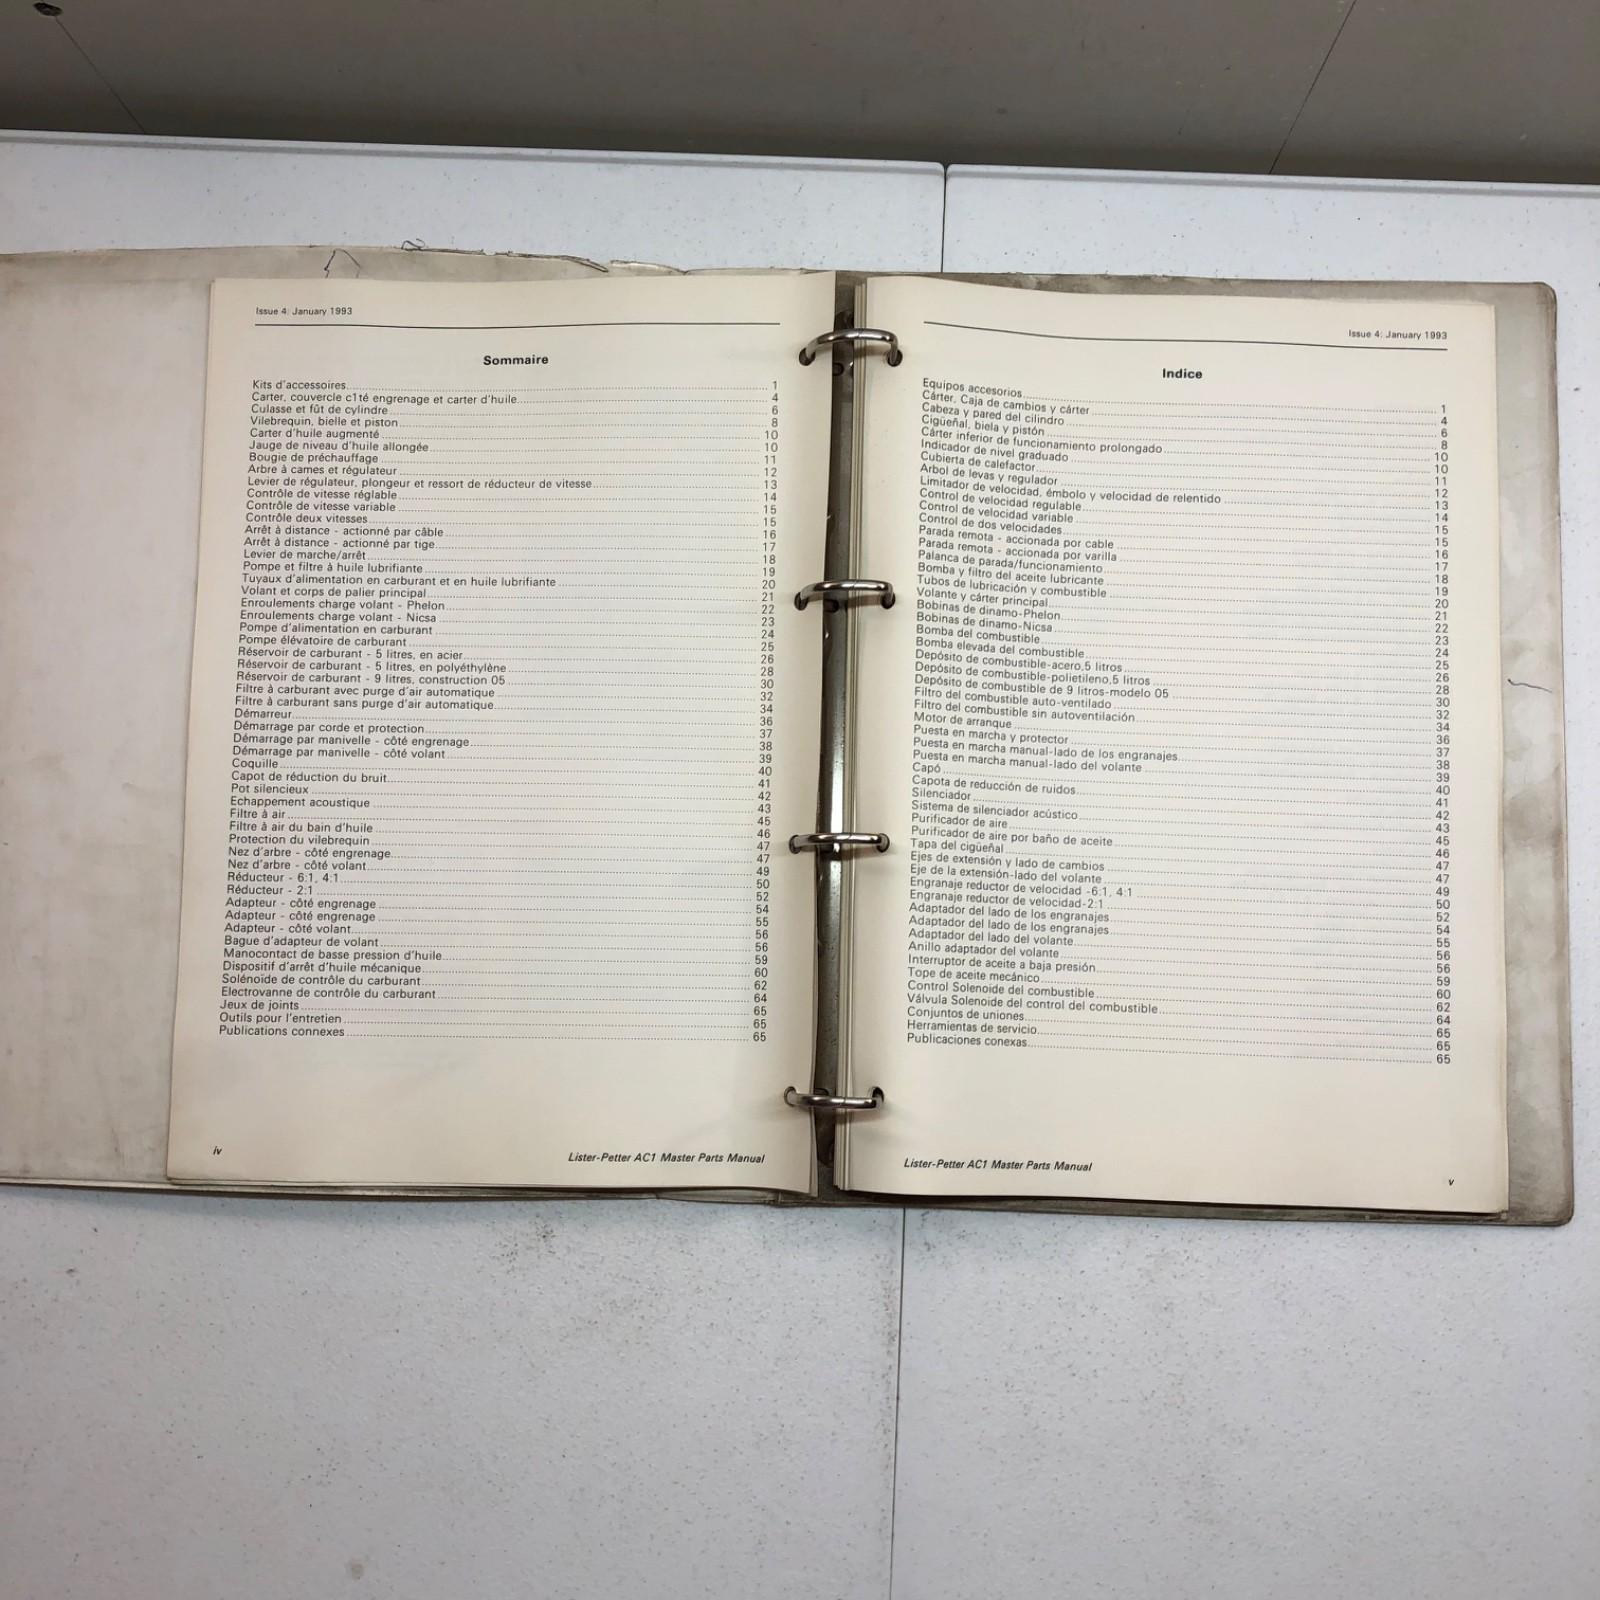 Issue 4: January 1993
Sommaire
Kits d'accessoires 1
Carter, couvercle c1té engrenage et carter d'huile 4
Culasse et fût de cylindre 6
Vilebrequin, bielle et piston 8
Carter d'huile augmenté 10
Jauge de niveau d'huile allongée 10
Bougie de préchauffage 11
Arbre à cames et régulateur 12
Levier de régulateur, plongeur et ressort de réducteur de vitesse 13
Contrôle de vitesse réglable 14
Contrôle de vitesse variable 15
Contrôle deux vitesses 15
Arrêt à distance - actionné par câble 16
Arrêt à distance - actionné par tige 17
Levier de marche/arrêt 18
Pompe et filtre à huile lubrifiante 19
Tuyaux d'alimentation en carburant et en huile lubrifiante 20
Volant et corps de palier principal 21
Enroulements charge volant - Phelon 22
Enroulements charge volant - Nicsa 23
Pompe d'alimentation en carburant 24
Pompe élévatoire de carburant 25
Réservoir de carburant - 5 litres, en acier 26
Réservoir de carburant - 5 litres, en polyéthylène 28
Réservoir de carburant - 9 litres, construction 05 30
Filtre à carburant avec purge d'air automatique 32
Filtre à carburant sans purge d'air automatique 34
Démarreur 36
Démarrage par corde et protection 37
Démarrage par manivelle - côté engrenage 38
Démarrage par manivelle - côté volant 39
Coquille 40
Capot de réduction du bruit 41
Pot silencieux 42
Echappement acoustique 43
Filtre à air 45
Filtre à air du bain d'huile 46
Protection du vilebrequin 47
Nez d'arbre - côté engrenage 47
Nez d'arbre - côté volant 49
Réducteur - 6:1, 4:1 50
Réducteur - 2:1 52
Adapteur - côté engrenage 54
Adapteur - côté engrenage 55
Adapteur - côté volant 56
Bague d'adapteur de volant 56
Manocontact de basse pression d'huile 59
Dispositif d'arrêt d'huile mécanique 60
Solénoïde de contrôle du carburant 62
Electrovanne de contrôle du carburant 64
Jeux de joints 65
Outils pour l'entretien 65
Publications connexes 65
iv
Lister-Petter AC1 Master Parts Manual
Issue 4: January 1993
Indice
Equipos accesorios 1
Cárter, Caja de cambios y cárter 4
Cabeza y pared del cilindro 6
Cigüeñal, biela y pistón 8
Cárter inferior de funcionamiento prolongado 10
Indicador de nivel graduado 10
Cubierta de calefactor 11
Arbol de levas y regulador 12
Limitador de velocidad, émbolo y velocidad de relentido 13
Control de velocidad regulable 14
Control de velocidad variable 15
Control de dos velocidades 15
Parada remota - accionada por cable 16
Parada remota - accionada por varilla 17
Palanca de parada/funcionamiento 18
Bomba y filtro del aceite lubricante 19
Tubos de lubricación y combustible 20
Volante y cárter principal 21
Bobinas de dinamo-Phelon 22
Bobinas de dinamo-Nicsa 23
Bomba del combustible 24
Bomba elevada del combustible 25
Depósito de combustible-acero,5 litros 26
Depósito de combustible-polietileno,5 litros 28
Depósito de combustible de 9 litros-modelo 05 30
Filtro del combustible auto-ventilado 32
Filtro del combustible sin autoventilación 34
Motor de arranque 36
Puesta en marcha y protector 37
Puesta en marcha manual-lado de los engranajes 38
Puesta en marcha manual-lado del volante 39
Capó 40
Capota de reducción de ruidos 41
Silenciador 42
Sistema de silenciador acústico 43
Purificador de aire 45
Purificador de aire por baño de aceite 46
Tapa del cigüeñal 47
Ejes de extensión y lado de cambios 47
Eje de la extensión-lado del volante 49
Engranaje reductor de velocidad -6:1, 4:1 50
Engranaje reductor de velocidad-2:1 52
Adaptador del lado de los engranajes 54
Adaptador del lado de los engranajes 55
Adaptador del lado del volante 56
Anillo adaptador del volante 56
Interruptor de aceite a baja presión 59
Tope de aceite mecánico 60
Control Solenoide del combustible 62
Válvula Solenoide del control del combustible 64
Conjuntos de uniones 65
Herramientas de servicio 65
Publicaciones conexas 65
Lister-Petter AC1 Master Parts Manual
v